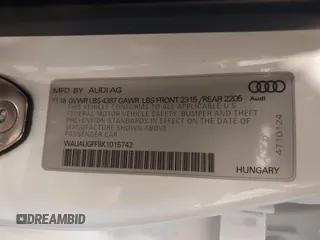 MFD BY AUDI AG
11.18 GVWR LBS 4387 GAWR LBS FRONT 2315/REAR 2205
THIS VEHICLE CONFORMS TO ALL APPLICABLE U.S.
FEDERAL MOTOR VEHICLE SAFETY, BUMPER AND THEFT
PREVENTION STANDARDS IN EFFECT ON THE DATE OF
MANUFACTURE SHOWN ABOVE
PASSENGER CAR
Audi
4710124
HUNGARY
DREAMBID